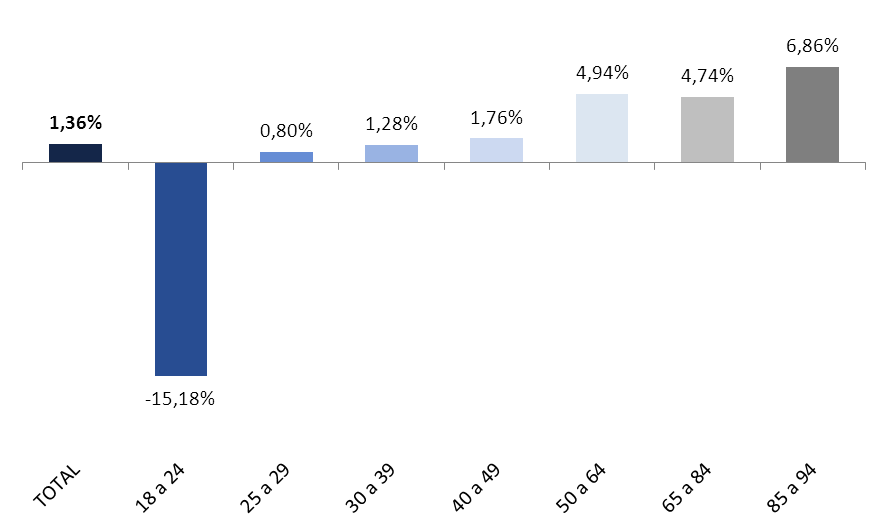 6,86%
4,94%
4,74%
1,36%
0,80%
1,28%
1,76%
-15,18%
TOTAL
18 a 24
25 a 29
30 a 39
40 a 49
50 a 64
65 a 84
85 a 94